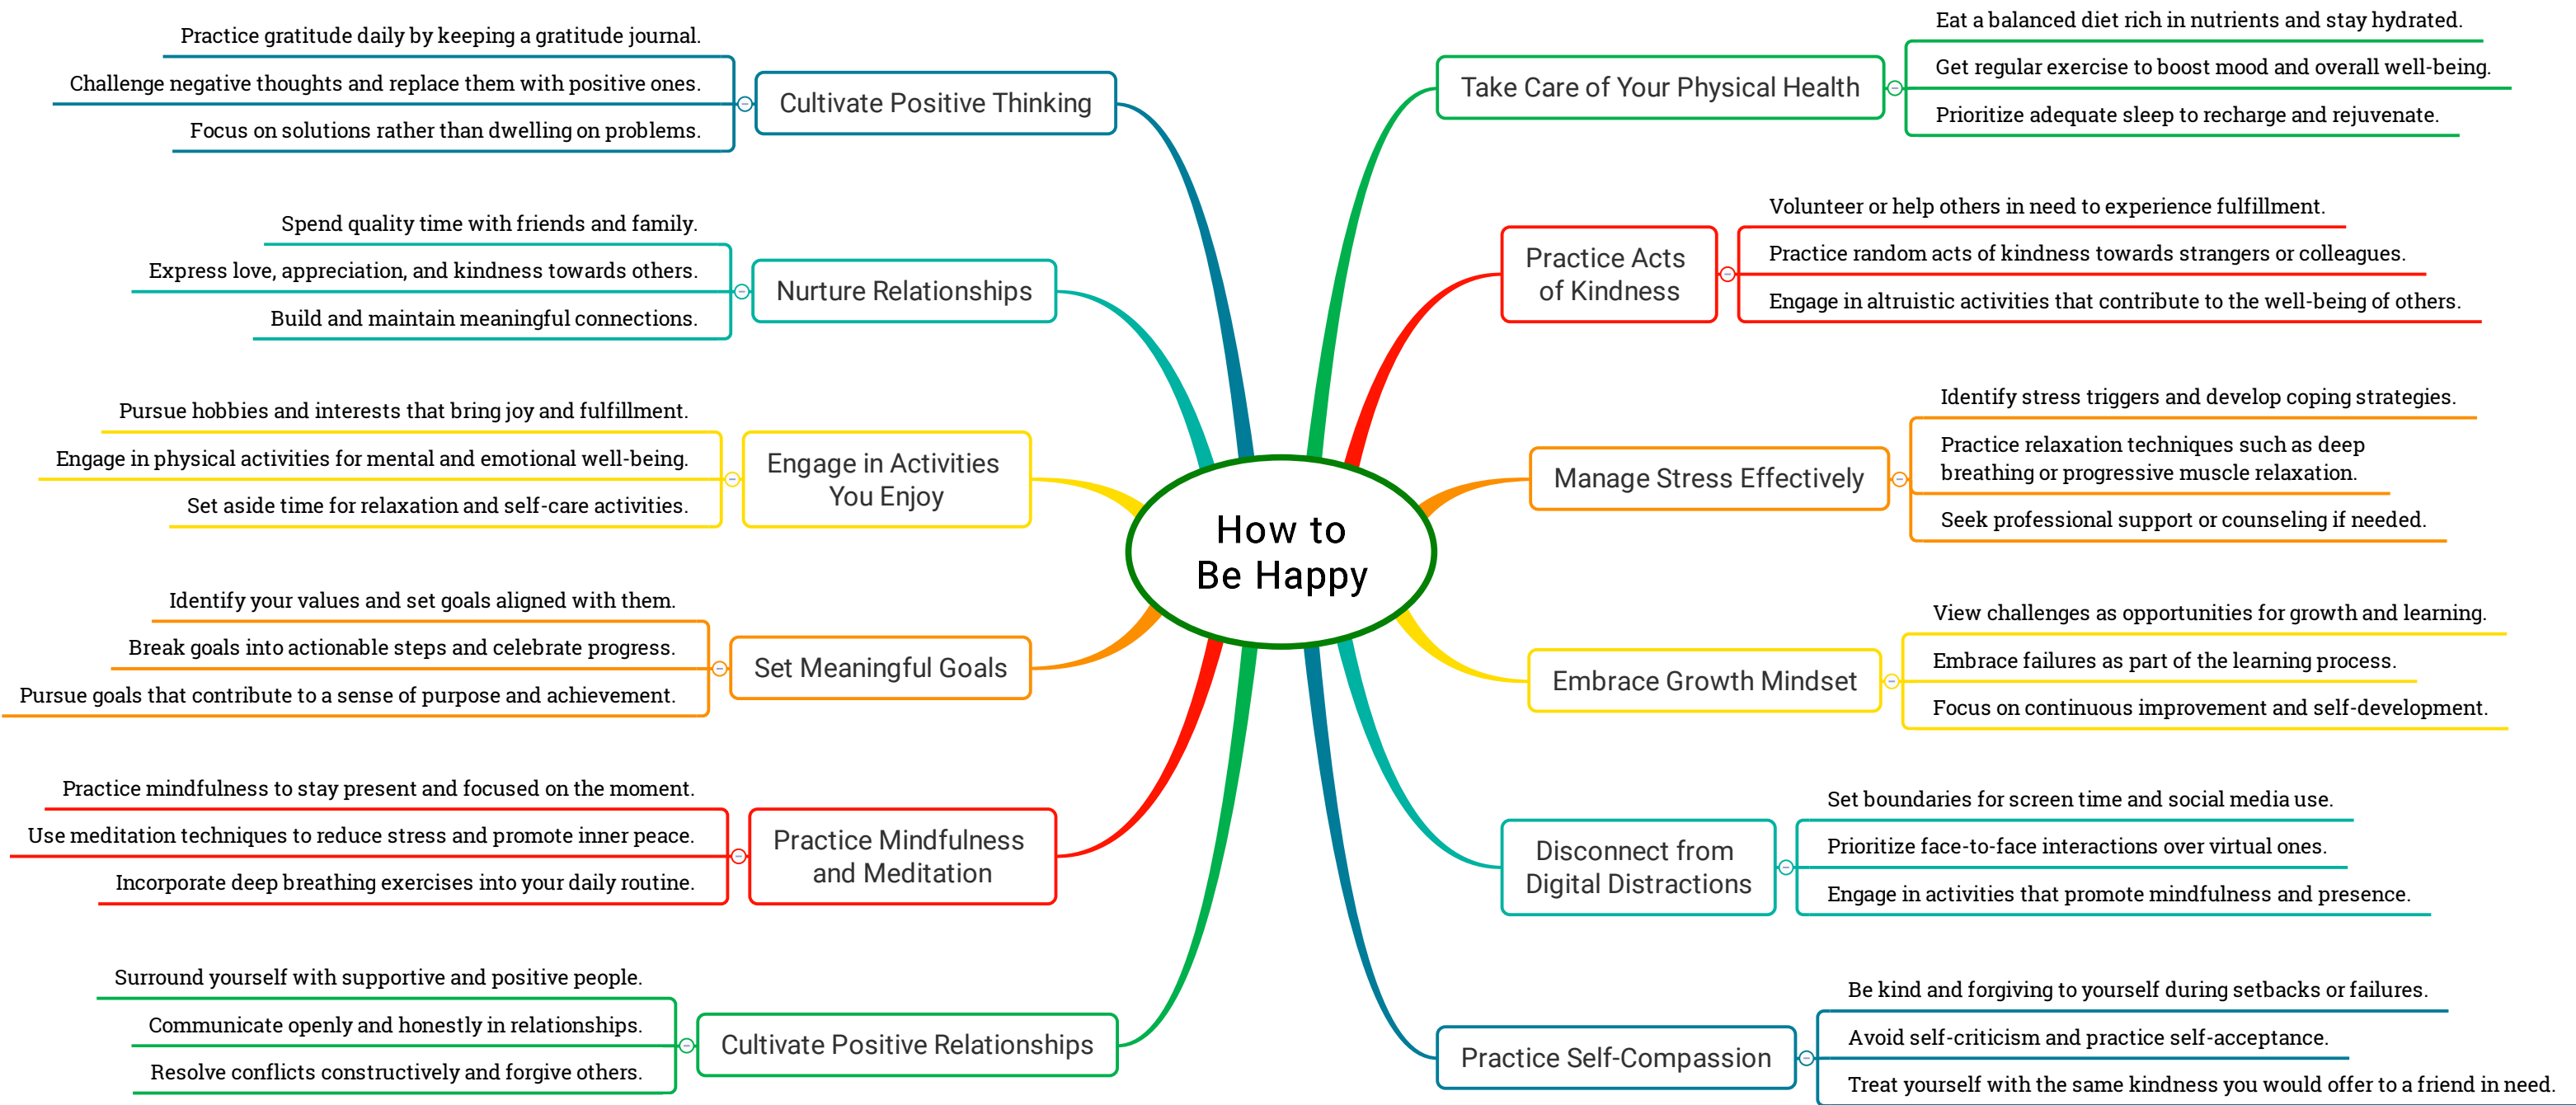 How to
Be Happy
Take Care of Your Physical Health
Eat a balanced diet rich in nutrients and stay hydrated.
Get regular exercise to boost mood and overall well-being.
Prioritize adequate sleep to recharge and rejuvenate.
Practice Acts
of Kindness
Volunteer or help others in need to experience fulfillment.
Practice random acts of kindness towards strangers or colleagues.
Engage in altruistic activities that contribute to the well-being of others.
Manage Stress Effectively
Identify stress triggers and develop coping strategies.
Practice relaxation techniques such as deep
breathing or progressive muscle relaxation.
Seek professional support or counseling if needed.
Embrace Growth Mindset
View challenges as opportunities for growth and learning.
Embrace failures as part of the learning process.
Focus on continuous improvement and self-development.
Disconnect from
Digital Distractions
Set boundaries for screen time and social media use.
Prioritize face-to-face interactions over virtual ones.
Engage in activities that promote mindfulness and presence.
Practice Self-Compassion
Be kind and forgiving to yourself during setbacks or failures.
Avoid self-criticism and practice self-acceptance.
Treat yourself with the same kindness you would offer to a friend in need.
Cultivate Positive Thinking
Practice gratitude daily by keeping a gratitude journal.
Challenge negative thoughts and replace them with positive ones.
Focus on solutions rather than dwelling on problems.
Nurture Relationships
Spend quality time with friends and family.
Express love, appreciation, and kindness towards others.
Build and maintain meaningful connections.
Engage in Activities
You Enjoy
Pursue hobbies and interests that bring joy and fulfillment.
Engage in physical activities for mental and emotional well-being.
Set aside time for relaxation and self-care activities.
Set Meaningful Goals
Identify your values and set goals aligned with them.
Break goals into actionable steps and celebrate progress.
Pursue goals that contribute to a sense of purpose and achievement.
Practice Mindfulness
and Meditation
Practice mindfulness to stay present and focused on the moment.
Use meditation techniques to reduce stress and promote inner peace.
Incorporate deep breathing exercises into your daily routine.
Cultivate Positive Relationships
Surround yourself with supportive and positive people.
Communicate openly and honestly in relationships.
Resolve conflicts constructively and forgive others.